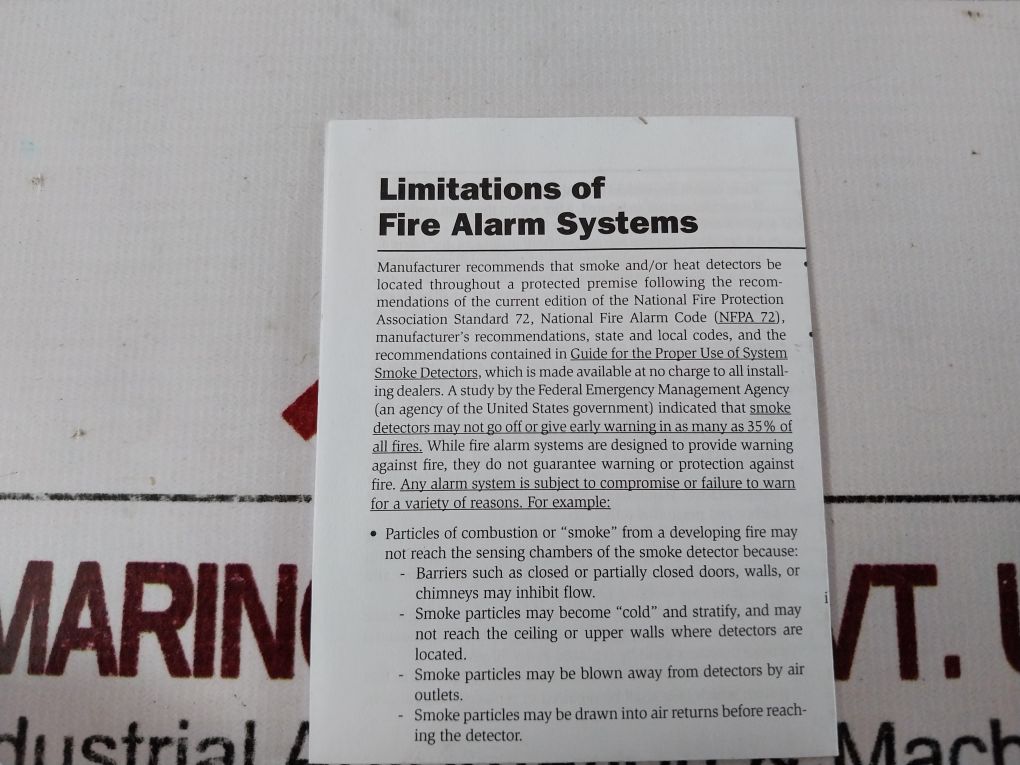 Limitations of
Fire Alarm Systems
Manufacturer recommends that smoke and/or heat detectors be
located throughout a protected premise following the recom-
mendations of the current edition of the National Fire Protection
Association Standard 72, National Fire Alarm Code (NFPA 72),
manufacturer's recommendations, state and local codes, and the
recommendations contained in Guide for the Proper Use of System
Smoke Detectors, which is made available at no charge to all install-
ing dealers. A study by the Federal Emergency Management Agency
(an agency of the United States government) indicated that smoke
detectors may not go off or give early warning in as many as 35% of
all fires. While fire alarm systems are designed to provide warning
against fire, they do not guarantee warning or protection against
fire. Any alarm system is subject to compromise or failure to warn
for a variety of reasons. For example:
• Particles of combustion or “smoke” from a developing fire may
not reach the sensing chambers of the smoke detector because:
- Barriers such as closed or partially closed doors, walls, or
chimneys may inhibit flow.
- Smoke particles may become “cold” and stratify, and may
not reach the ceiling or upper walls where detectors are
located.
- Smoke particles may be blown away from detectors by air
outlets.
- Smoke particles may be drawn into air returns before reach-
ing the detector.
MARIN VT.
dustrial A & Mach